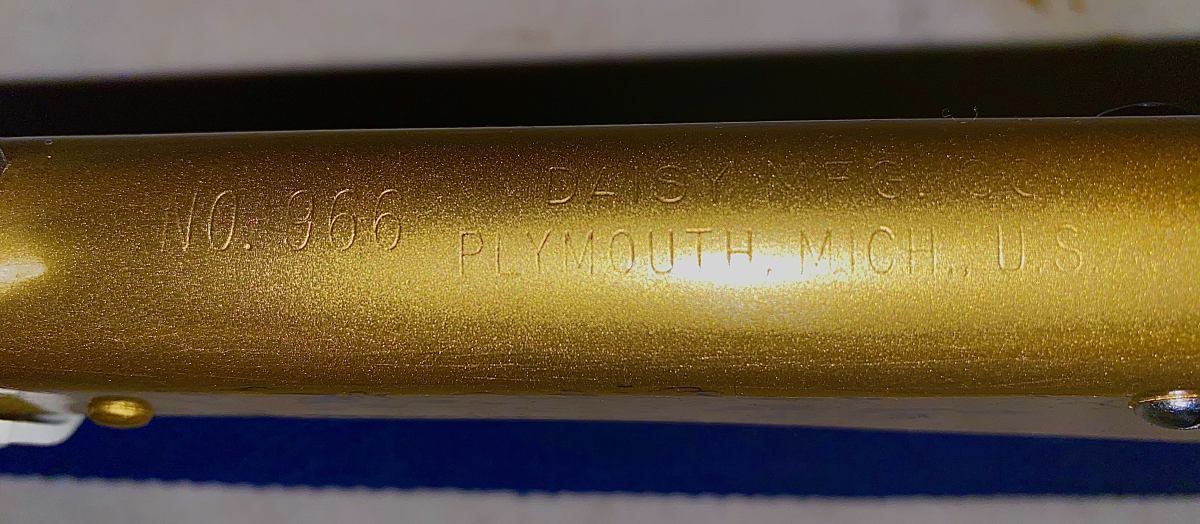 NO. 966
DAISY MFG. CO.
PLYMOUTH, MICH., U.S.